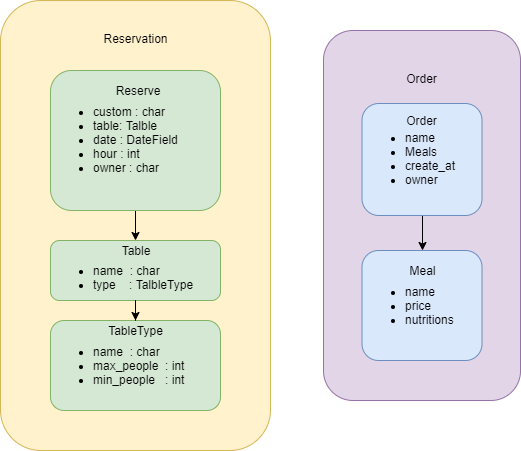 Reservation
Reserve
custom : char
table: Talble
date : DateField
hour : int
owner : char
Table
name : char
type : TalbleType
TableType
name : char
max_people : int
min_people : int
Order
Order
name
Meals
create_at
owner
Meal
name
price
nutritions